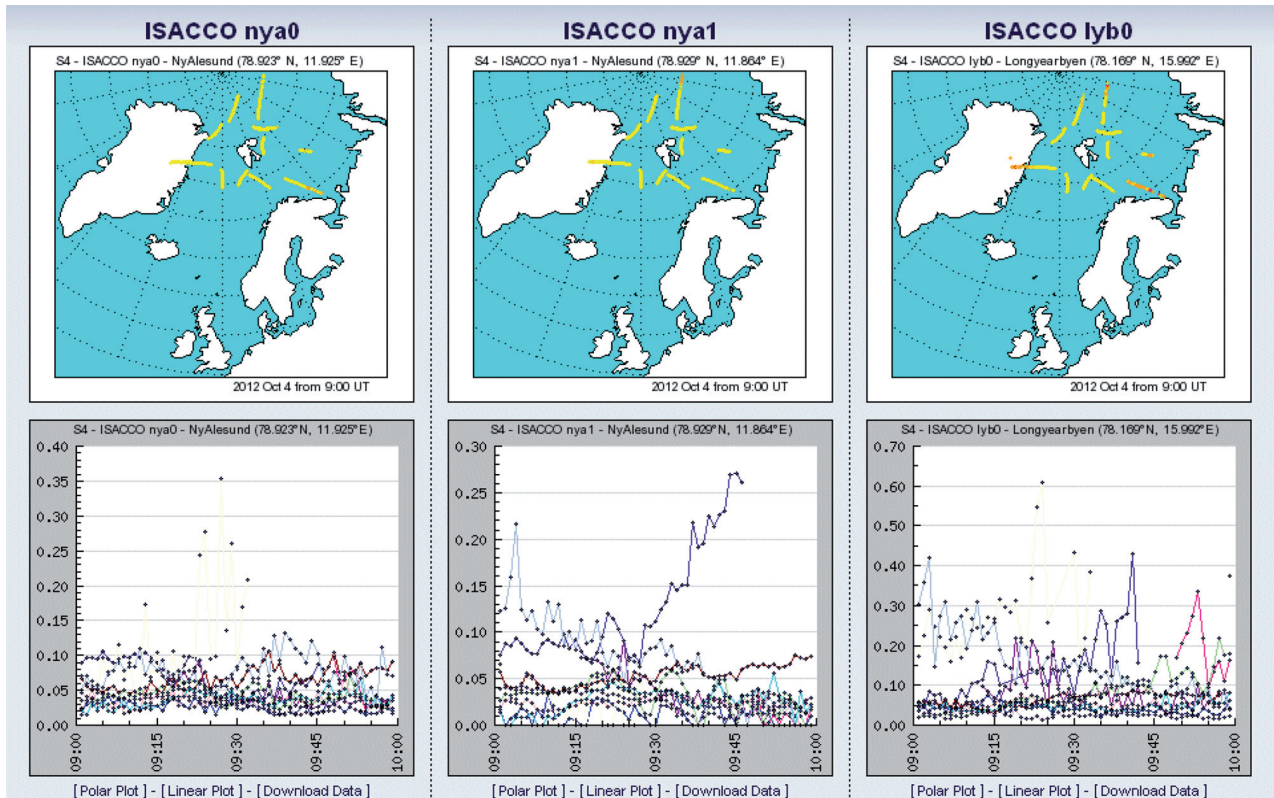 ISACCO nya0
S4 - ISACCO nya0 - NyAlesund (78.923° N, 11.925° E)
2012 Oct 4 from 9:00 UT
S4 - ISACCO nya0 - NyAlesund (78.923°N, 11.925°E)
0.40
0.35
0.30
0.25
0.20
0.15
0.10
0.05
0.00
09:00
09:15
09:30
09:45
10:00
[ Polar Plot ] - [ Linear Plot ] - [ Download Data ]
ISACCO nya1
S4 - ISACCO nya1 - NyAlesund (78.929° N, 11.864° E)
2012 Oct 4 from 9:00 UT
S4 - ISACCO nya1 - NyAlesund (78.929°N, 11.864°E)
0.30
0.25
0.20
0.15
0.10
0.05
0.00
09:00
09:15
09:30
09:45
10:00
[ Polar Plot ] - [ Linear Plot ] - [ Download Data ]
ISACCO lyb0
S4 - ISACCO lyb0 - Longyearbyen (78.169° N, 15.992° E)
2012 Oct 4 from 9:00 UT
S4 - ISACCO lyb0 - Longyearbyen (78.169°N, 15.992°E)
0.70
0.60
0.50
0.40
0.30
0.20
0.10
0.00
09:00
09:15
09:30
09:45
10:00
[ Polar Plot ] - [ Linear Plot ] - [ Download Data ]